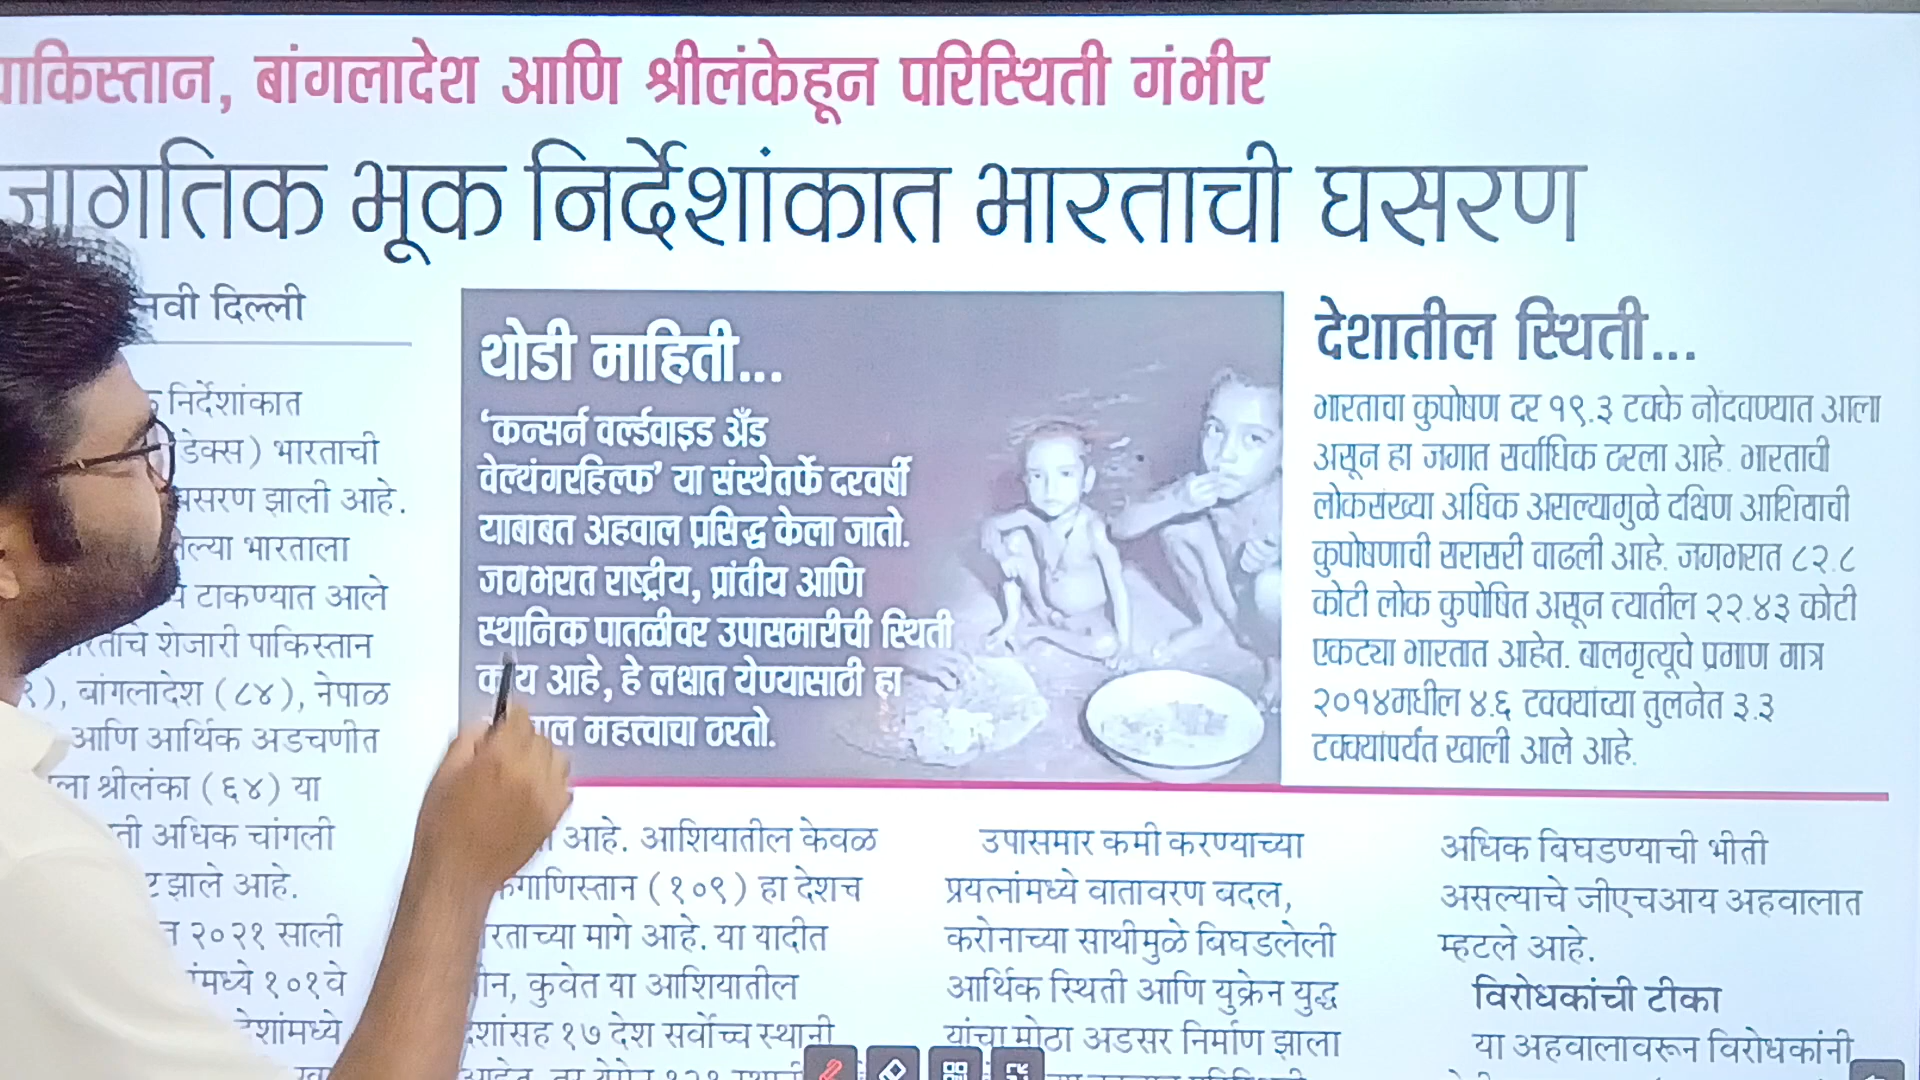 पाकिस्तान, बांगलादेश आणि श्रीलंकेहून परिस्थिती गंभीर
जागतिक भूक निर्देशांकात भारताची घसरण
नवी दिल्ली
निर्देशांकात
डेक्स) भारताची
घसरण झाली आहे.
भारताला
टाकण्यात आले
शेजारी पाकिस्तान
), बांगलादेश (८४), नेपाळ
आणि आर्थिक अडचणीत
श्रीलंका (६४) या
अधिक चांगली
झाले आहे.
२०२१ साली
१०१वे
थोडी माहिती...
‘कन्सर्न वर्ल्डवाइड अँड
वेल्थंगरहिल्फ’ या संस्थेतर्फे दरवर्षी
याबाबत अहवाल प्रसिद्ध केला जातो.
जगभरात राष्ट्रीय, प्रांतीय आणि
स्थानिक पातळीवर उपासमारीची स्थिती
काय आहे, हे लक्षात येण्यासाठी हा
महत्त्वाचा ठरतो.
देशातील स्थिती...
भारताचा कुपोषण दर १९.३ टक्के नोंदवण्यात आला
असून हा जगात सर्वाधिक ठरला आहे. भारताची
लोकसंख्या अधिक असल्यामुळे दक्षिण आशियाची
कुपोषणाची सरासरी वाढली आहे. जगभरात ८२.८
कोटी लोक कुपोषित असून त्यातील २२.४३ कोटी
एकट्या भारतात आहेत. बालमृत्यूचे प्रमाण मात्र
२०१४मधील ४.६ टक्क्यांच्या तुलनेत ३.३
टक्क्यांपर्यंत खाली आले आहे.
आहे. आशियातील केवळ
(१०९) हा देशच
मागे आहे. या यादीत
कुवेत या आशियातील
१७ देश सर्वोच्च स्थानी
उपासमार कमी करण्याच्या
प्रयत्नांमध्ये वातावरण बदल,
करोनाच्या साथीमुळे बिघडलेली
आर्थिक स्थिती आणि युक्रेन युद्ध
यांचा मोठा अडसर निर्माण झाला
अधिक बिघडण्याची भीती
असल्याचे जीएचआय अहवालात
म्हटले आहे.
विरोधकांची टीका
या अहवालावरून विरोधकांनी